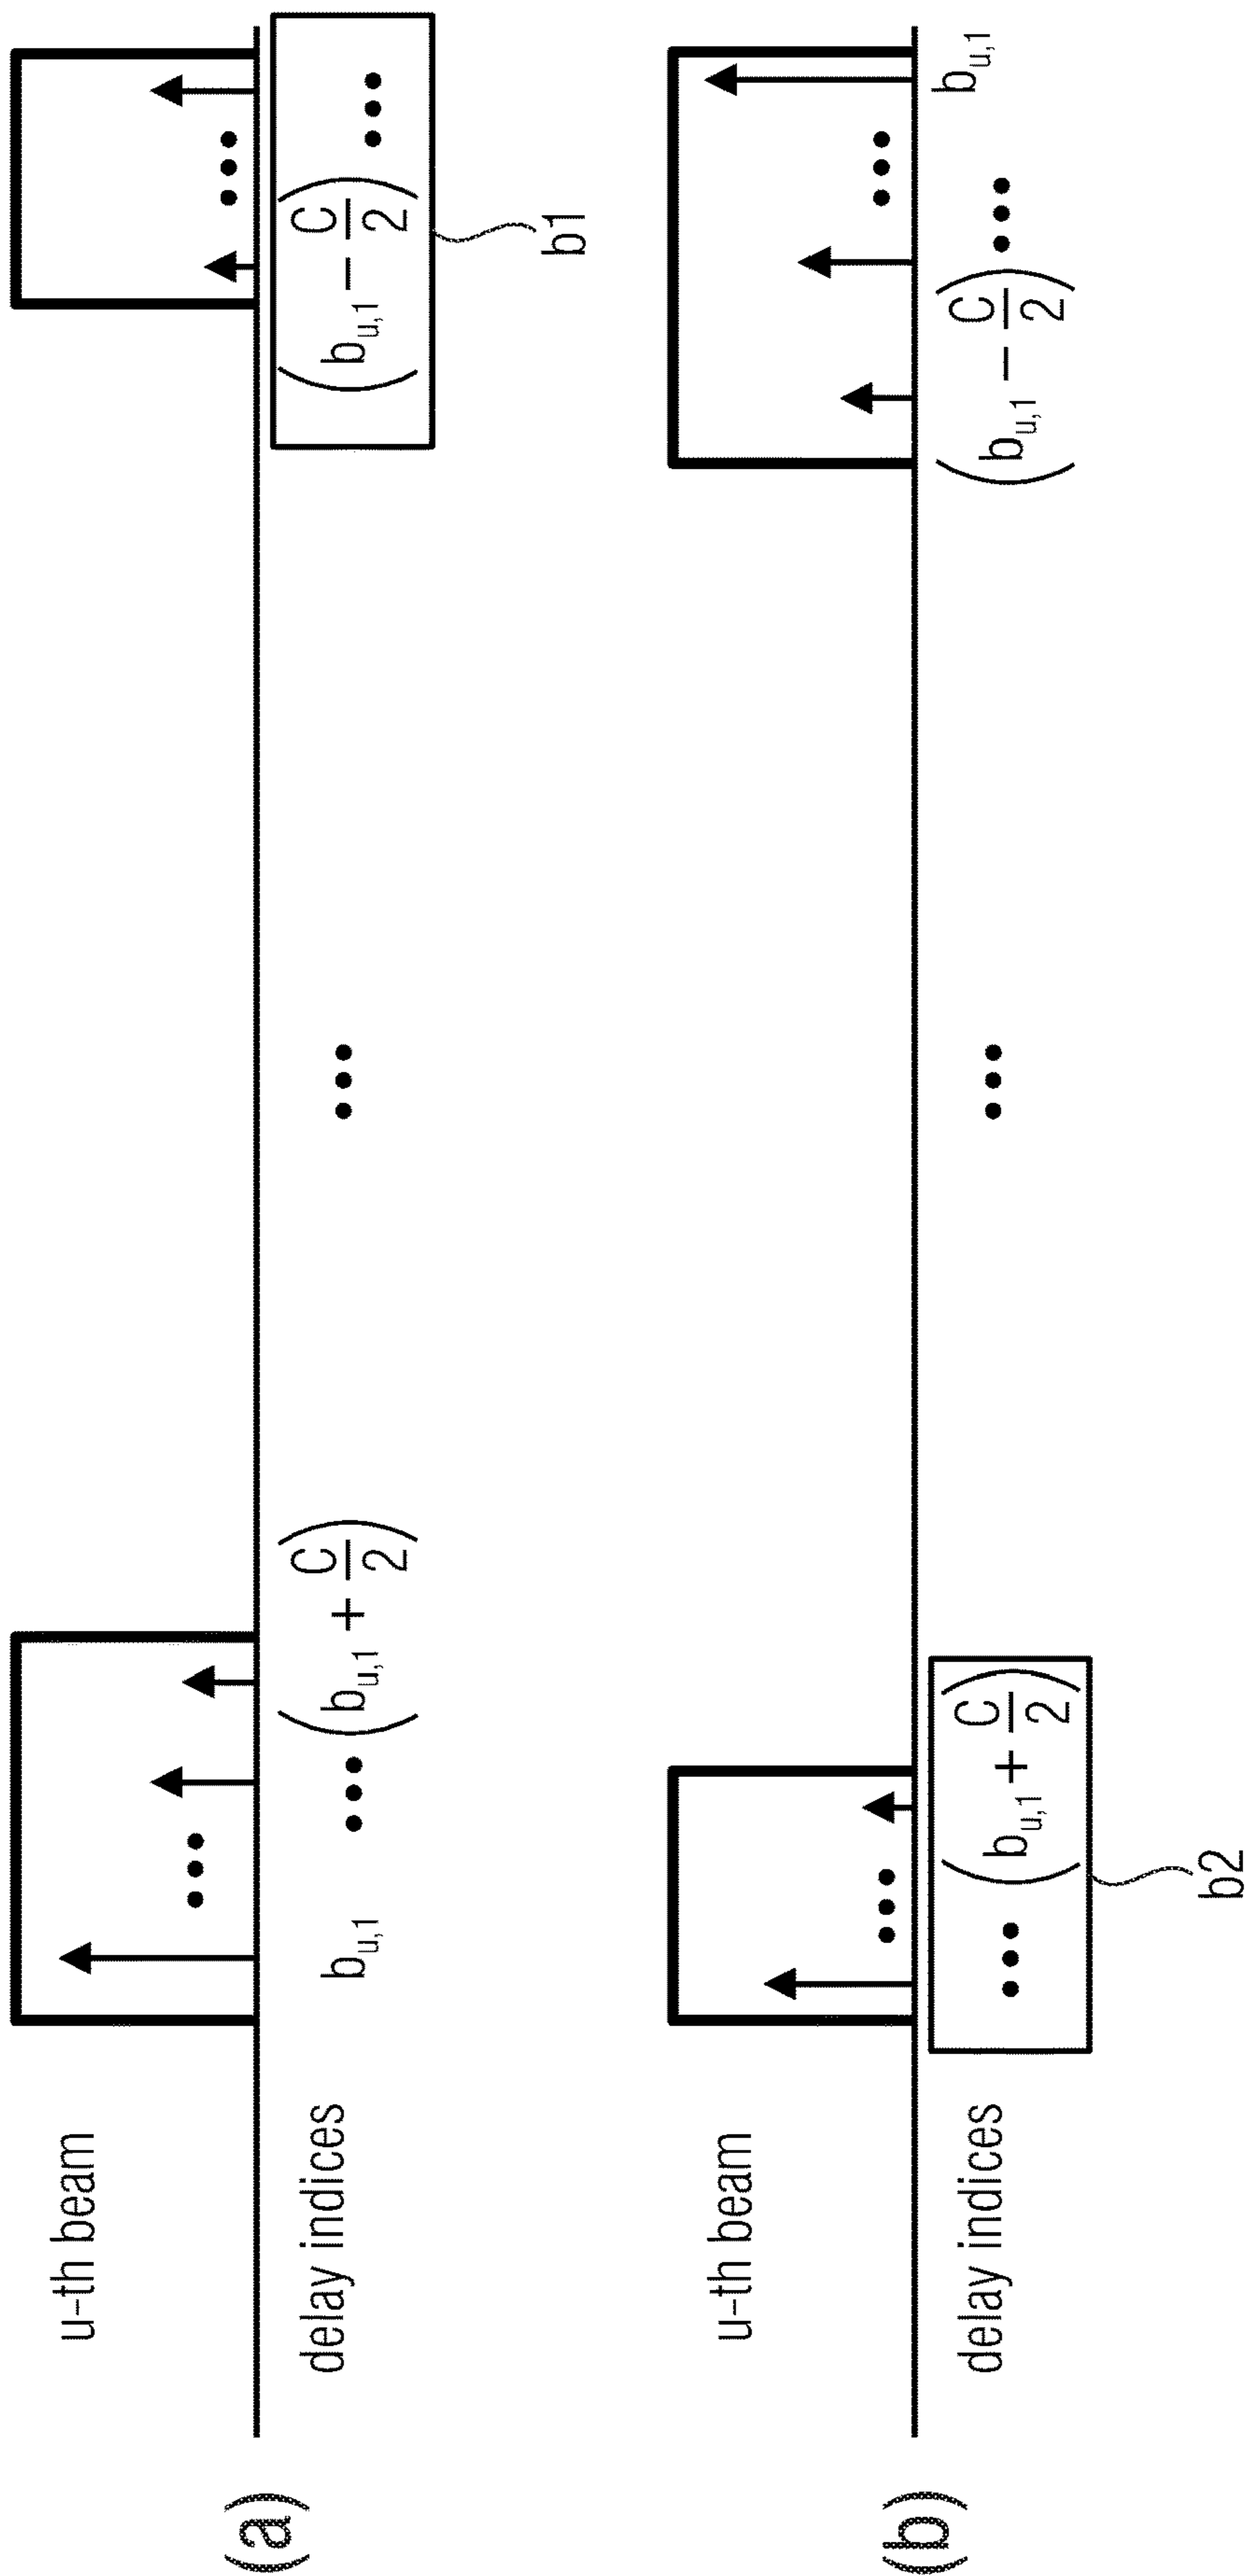 (a)
u-th beam
delay indices
b_{u,1} ••• (b_{u,1} + C/2) ••• (b_{u,1} − C/2) •••
b1
(b)
u-th beam
delay indices
••• (b_{u,1} + C/2) ••• (b_{u,1} − C/2) ••• b_{u,1}
b2